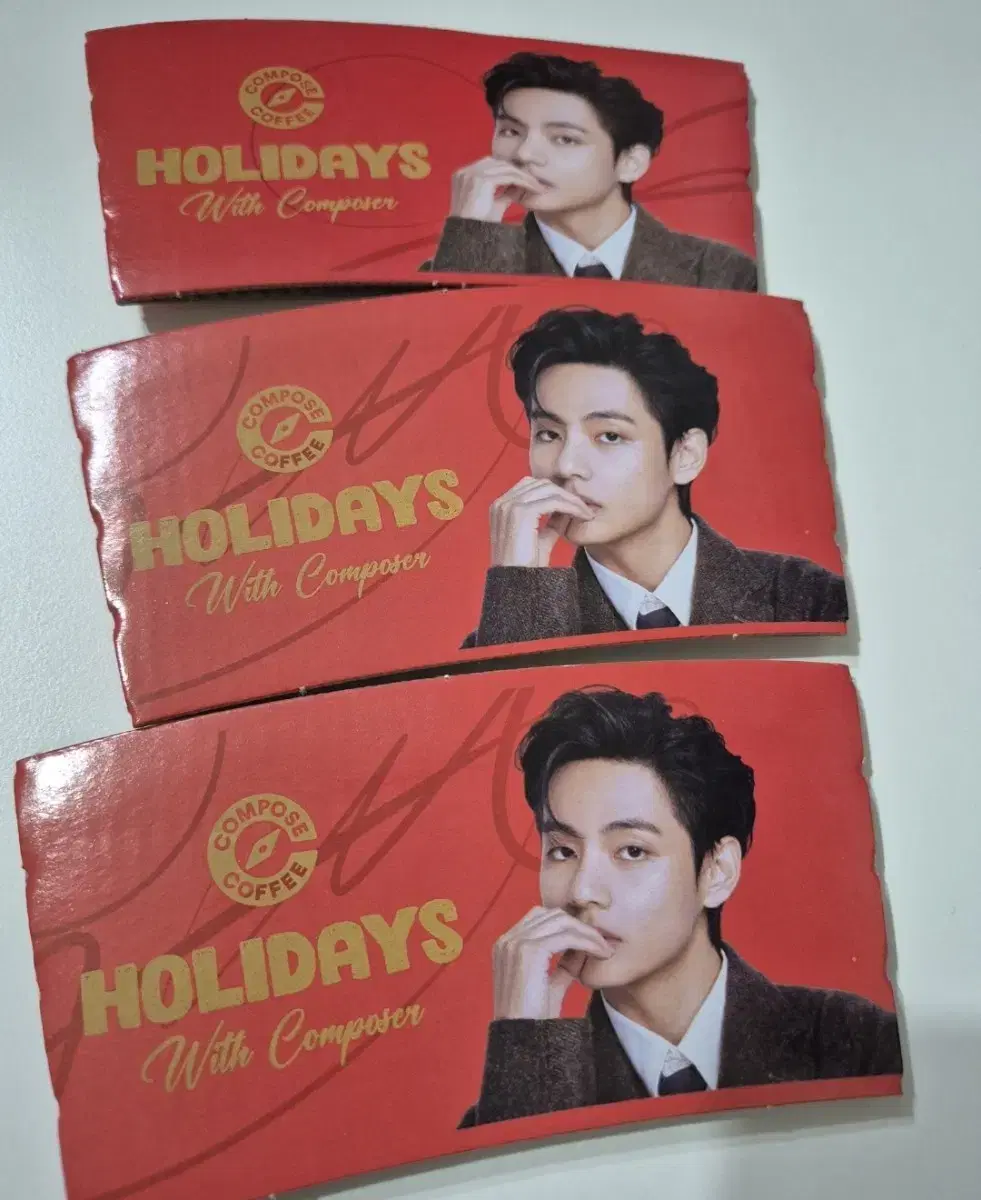 COMPOSE
COFFEE
HOLIDAYS
With Composer
COMPOSE
COFFEE
HOLIDAYS
With Composer
COMPOSE
COFFEE
HOLIDAYS
With Composer